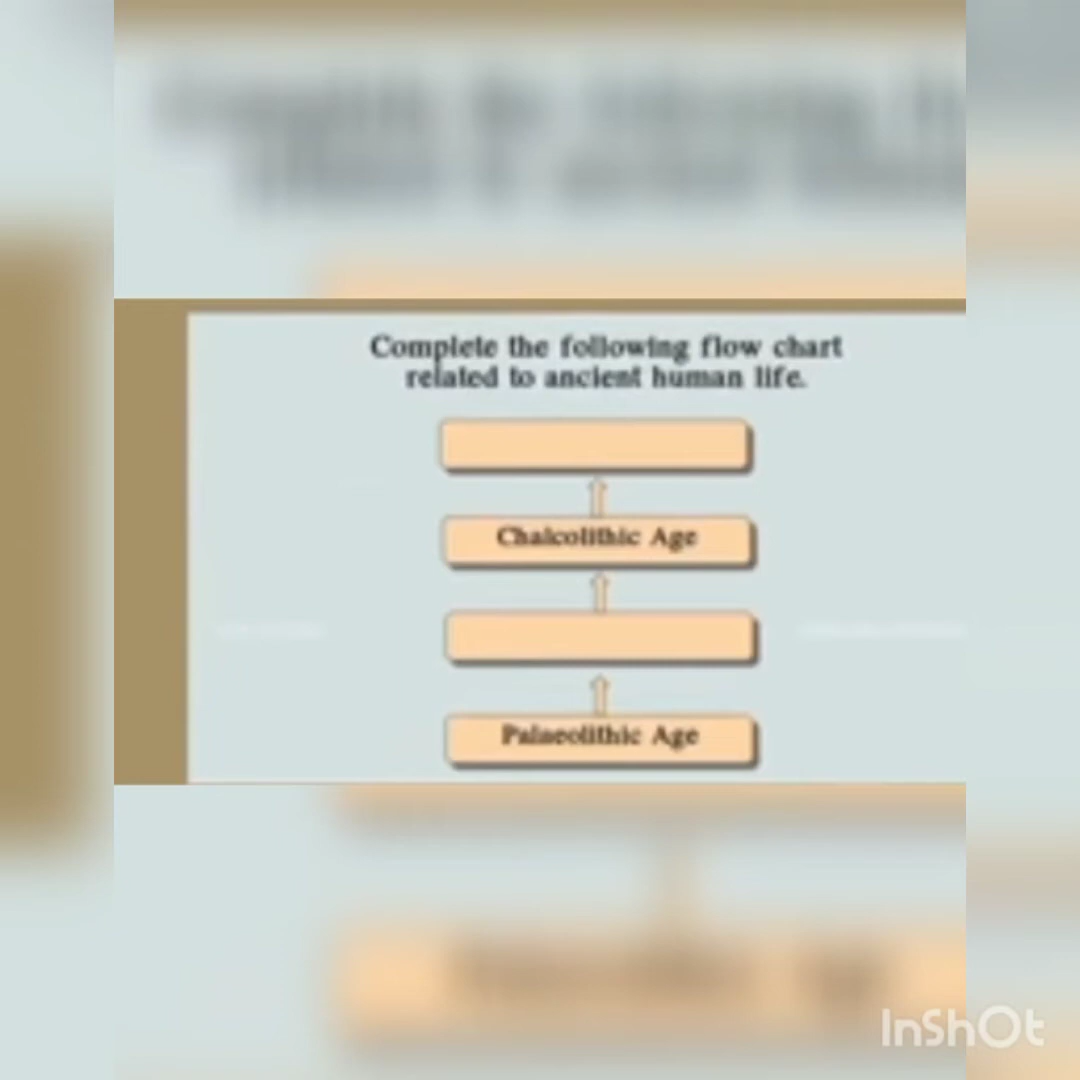 Complete the following flow chart
related to ancient human life.
Chalcolithic Age
Palaeolithic Age
InShOt